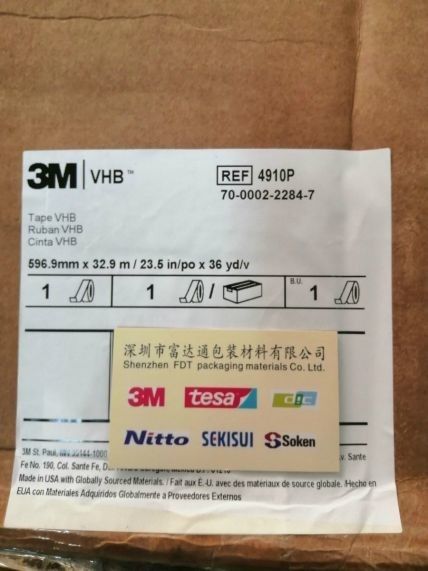 3M VHB™
REF 4910P
70-0002-2284-7
Tape VHB
Ruban VHB
Cinta VHB
596.9mm x 32.9 m / 23.5 in/po x 36 yd/v
1 1 / B.U. 1
深圳市富达通包装材料有限公司
Shenzhen FDT packaging materials Co. Ltd.
3M tesa dic
Nitto SEKISUI Soken
3M St. Paul, MN 55144-1000 v. Sante
Fe No. 190, Col. Sante Fe,
Made in USA with Globally Sourced Materials. / Fait aux É.-U. avec des matériaux de source globale. Hecho en
EUA con Materiales Adquiridos Globalmente a Proveedores Externos